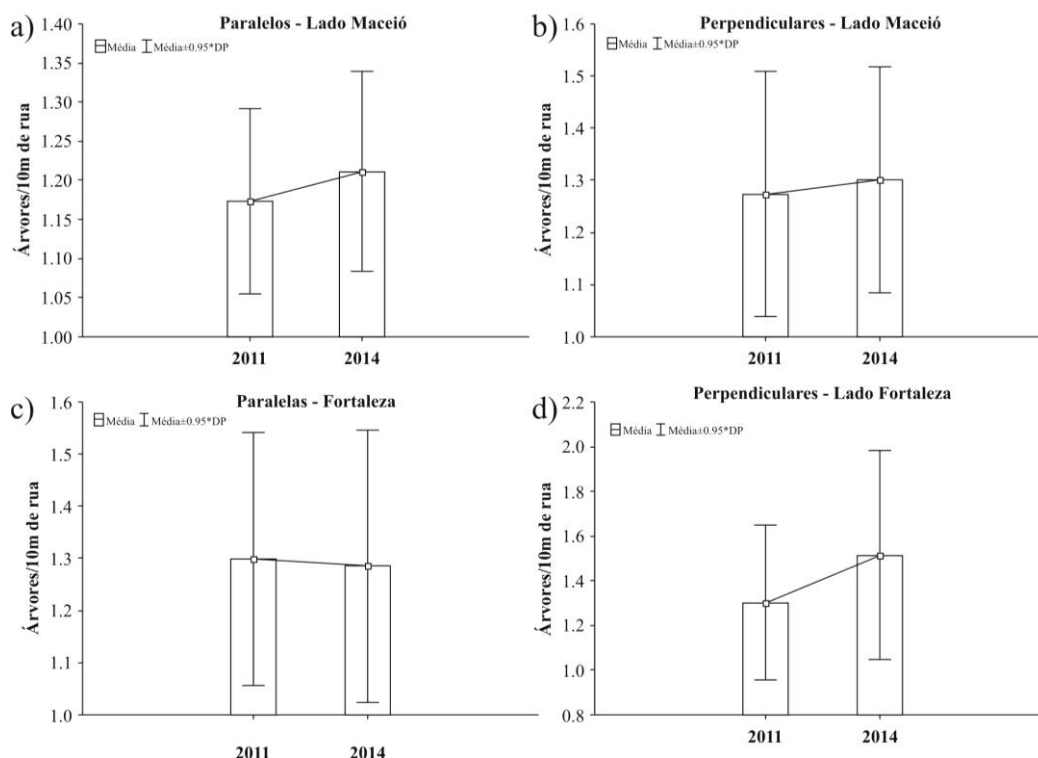 a)
Paralelos - Lado Maceió
Média Média±0.95*DP
Árvores/10m de rua
1.40
1.35
1.30
1.25
1.20
1.15
1.10
1.05
1.00
2011 2014
b)
Perpendiculares - Lado Maceió
Média Média±0.95*DP
Árvores/10m de rua
1.6
1.5
1.4
1.3
1.2
1.1
1.0
2011 2014
c)
Paralelas - Fortaleza
Média Média±0.95*DP
Árvores/10m de rua
1.6
1.5
1.4
1.3
1.2
1.1
1.0
2011 2014
d)
Perpendiculares - Lado Fortaleza
Média Média±0.95*DP
Árvores/10m de rua
2.2
2.0
1.8
1.6
1.4
1.2
1.0
0.8
2011 2014